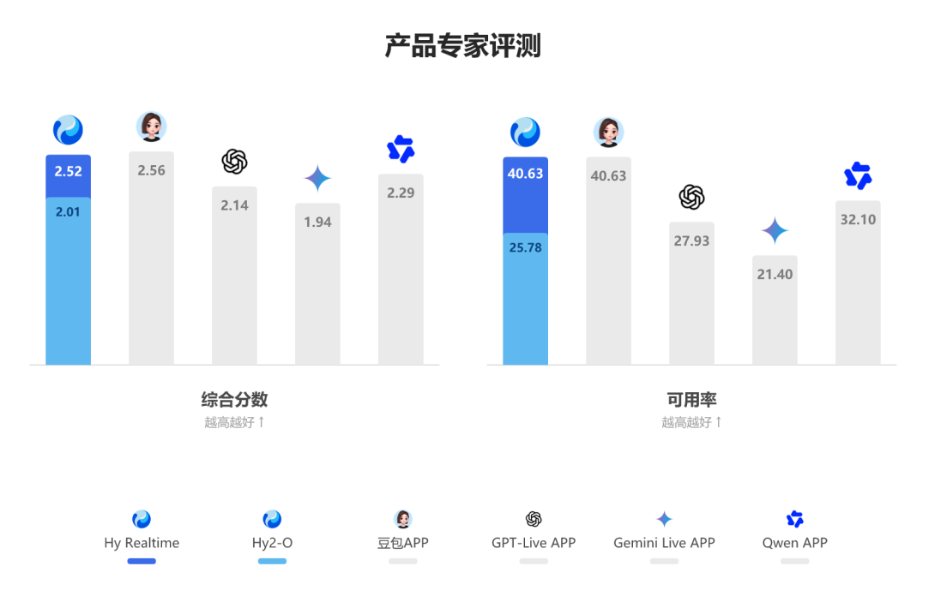 产品专家评测
2.52
2.01
2.56
2.14
1.94
2.29
综合分数
越高越好↑
40.63
25.78
40.63
27.93
21.40
32.10
可用率
越高越好↑
Hy Realtime
Hy2-O
豆包APP
GPT-Live APP
Gemini Live APP
Qwen APP